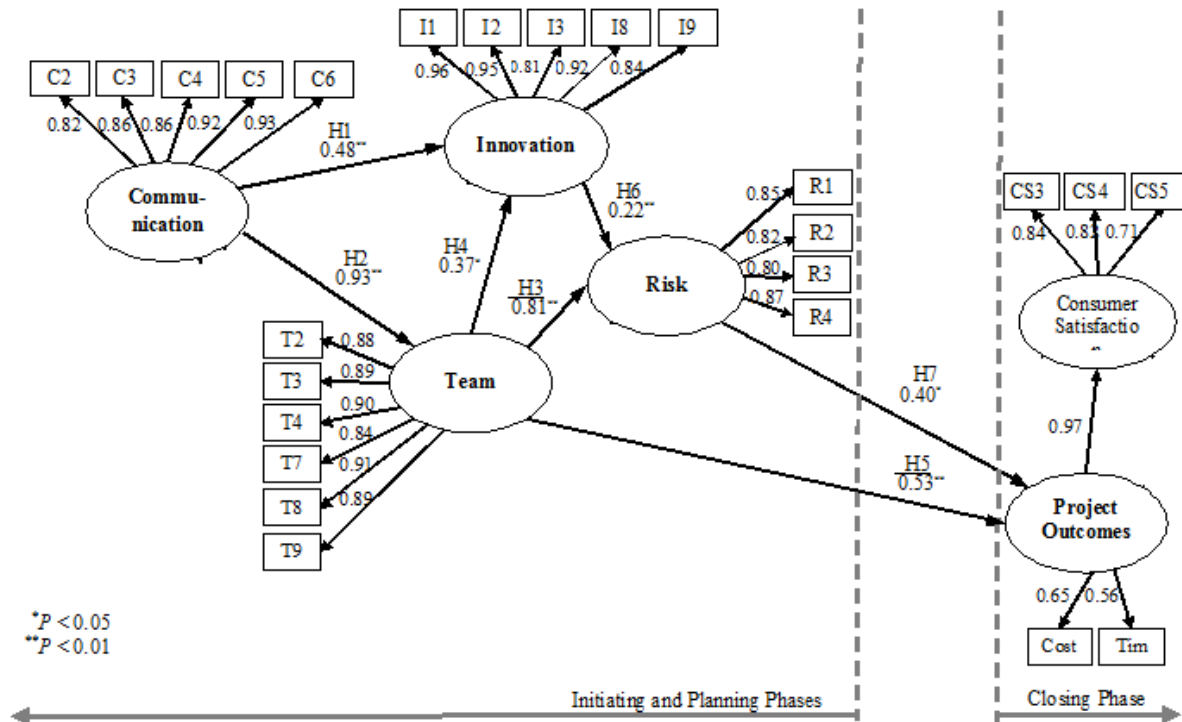 I1 I2 I3 I8 I9
0.96 0.95 0.81 0.92 0.84
C2 C3 C4 C5 C6
0.82 0.86 0.86 0.92 0.93
Innovation
H1
0.48**
Commu-
nication
H6
0.22**
R1
0.85
R2
0.82
R3
0.80
R4
0.87
Risk
CS3 CS4 CS5
0.84 0.71
Consumer
Satisfactio
H2
0.93**
H4
0.37*
H3
0.81**
T2
0.88
T3
0.89
T4
0.90
T7
0.84
T8
0.91
T9
0.89
Team
H7
0.40*
0.97
H5
0.53**
Project
Outcomes
0.65 0.56
Cost Tim
*P < 0.05
**P < 0.01
Initiating and Planning Phases
Closing Phase